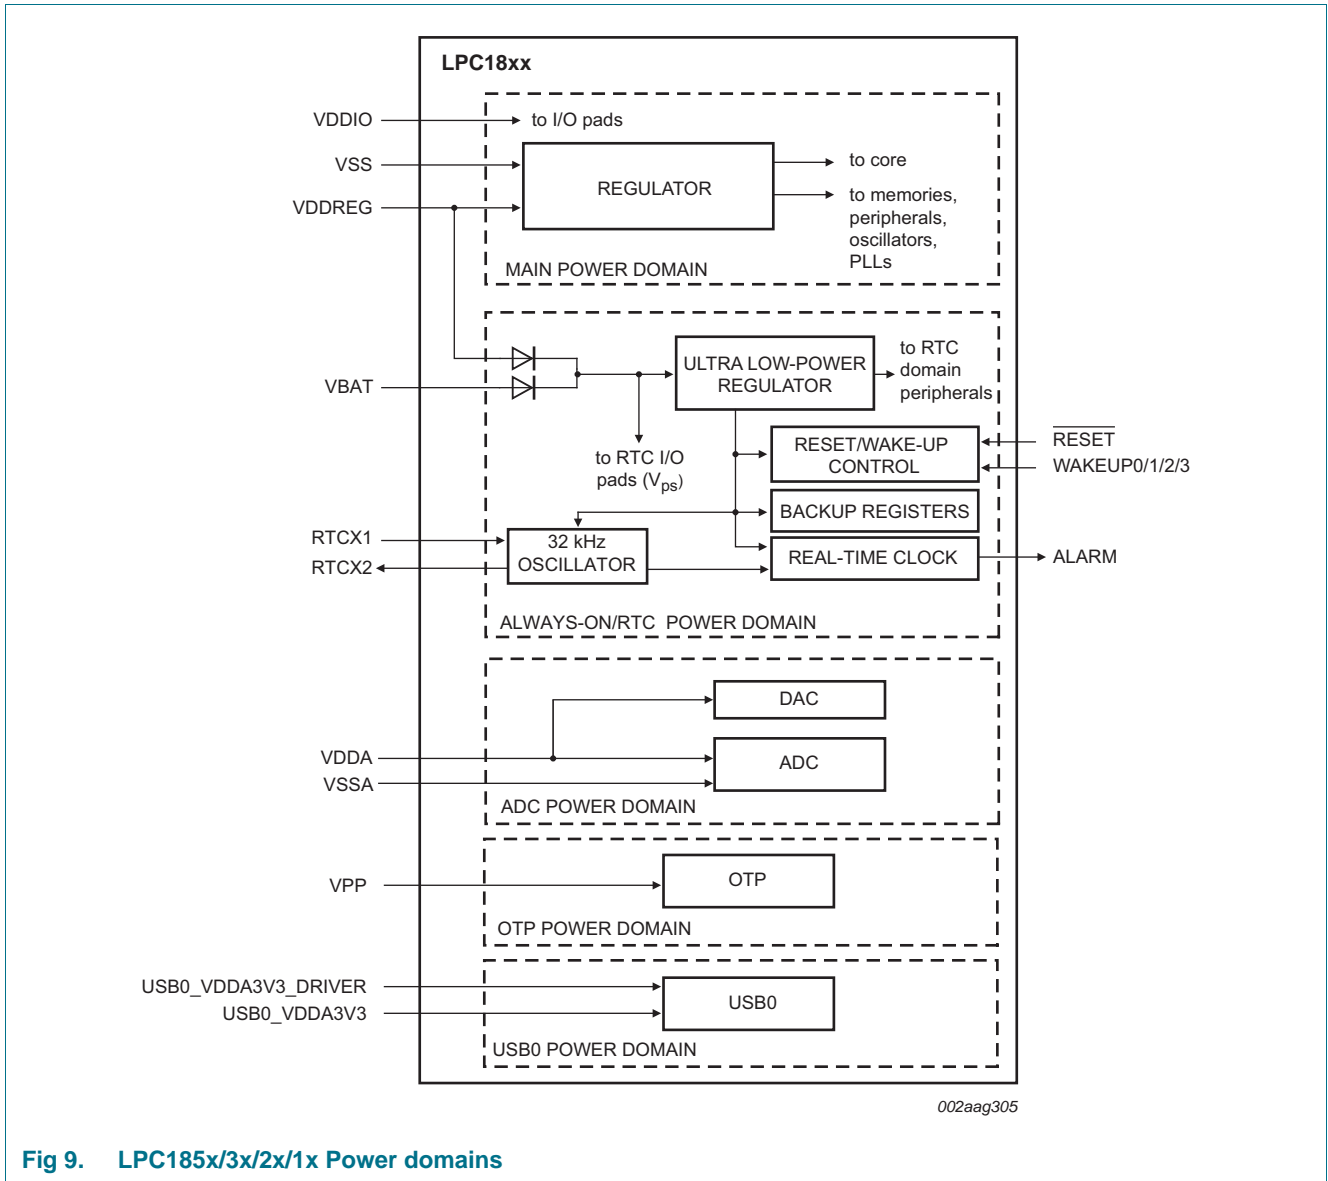 LPC18xx
VDDIO
to I/O pads
VSS
REGULATOR
to core
VDDREG
to memories,
peripherals,
oscillators,
PLLs
MAIN POWER DOMAIN
VBAT
ULTRA LOW-POWER
REGULATOR
to RTC
domain
peripherals
to RTC I/O
pads (Vps)
RESET/WAKE-UP
CONTROL
RESET
WAKEUP0/1/2/3
BACKUP REGISTERS
RTCX1
RTCX2
32 kHz
OSCILLATOR
REAL-TIME CLOCK
ALARM
ALWAYS-ON/RTC POWER DOMAIN
DAC
VDDA
VSSA
ADC
ADC POWER DOMAIN
VPP
OTP
OTP POWER DOMAIN
USB0_VDDA3V3_DRIVER
USB0_VDDA3V3
USB0
USB0 POWER DOMAIN
002aag305
Fig 9. LPC185x/3x/2x/1x Power domains